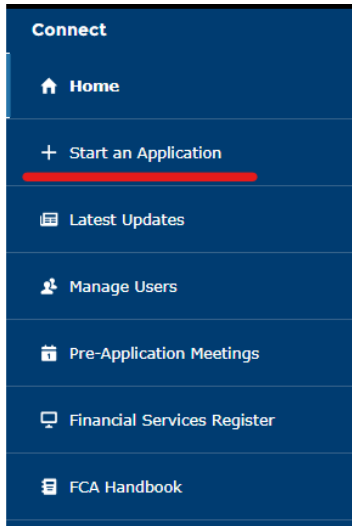 Connect
Home
Start an Application
Latest Updates
Manage Users
Pre-Application Meetings
Financial Services Register
FCA Handbook